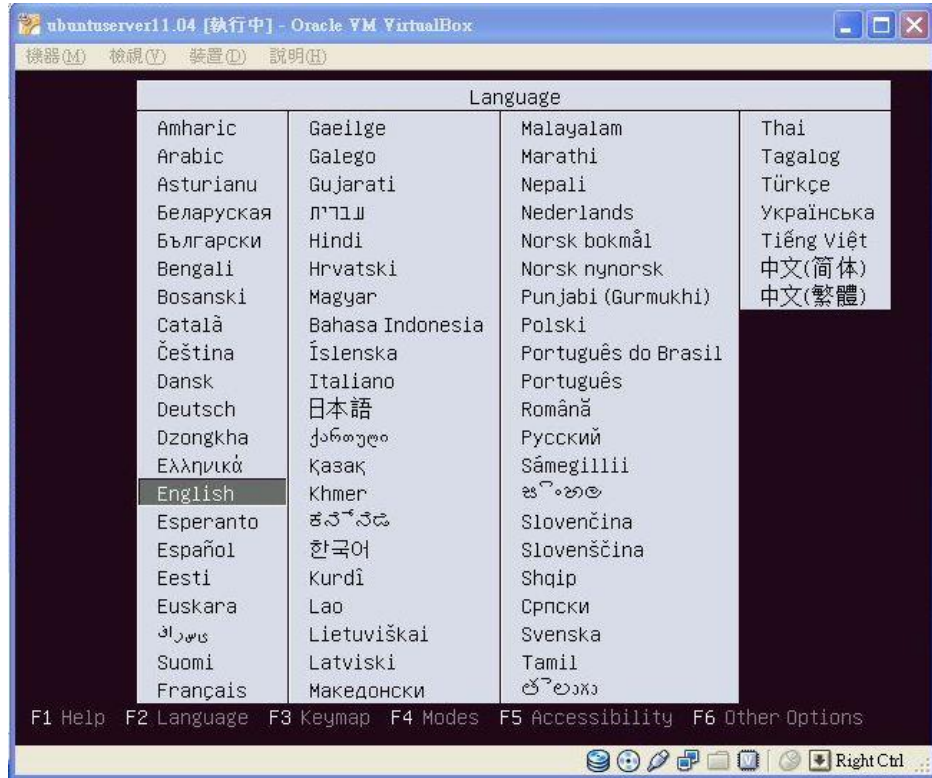 ubuntuserver11.04 [執行中] - Oracle VM VirtualBox
機器(M) 檢視(V) 裝置(D) 說明(H)
Language
Amharic
Arabic
Asturianu
Беларуская
Български
Bengali
Bosanski
Català
Čeština
Dansk
Deutsch
Dzongkha
Ελληνικά
English
Esperanto
Español
Eesti
Euskara
Suomi
Français
Gaeilge
Galego
Gujarati
עברית
Hindi
Hrvatski
Magyar
Bahasa Indonesia
Íslenska
Italiano
日本語
ქართული
Қазақ
Khmer
한국어
Kurdî
Lao
Lietuviškai
Latviski
Македонски
Malayalam
Marathi
Nepali
Nederlands
Norsk bokmål
Norsk nynorsk
Punjabi (Gurmukhi)
Polski
Português do Brasil
Português
Română
Русский
Sámegillii
Slovenčina
Slovenščina
Shqip
Српски
Svenska
Tamil
Thai
Tagalog
Türkçe
Українська
Tiếng Việt
中文(简体)
中文(繁體)
F1 Help F2 Language F3 Keymap F4 Modes F5 Accessibility F6 Other Options
Right Ctrl